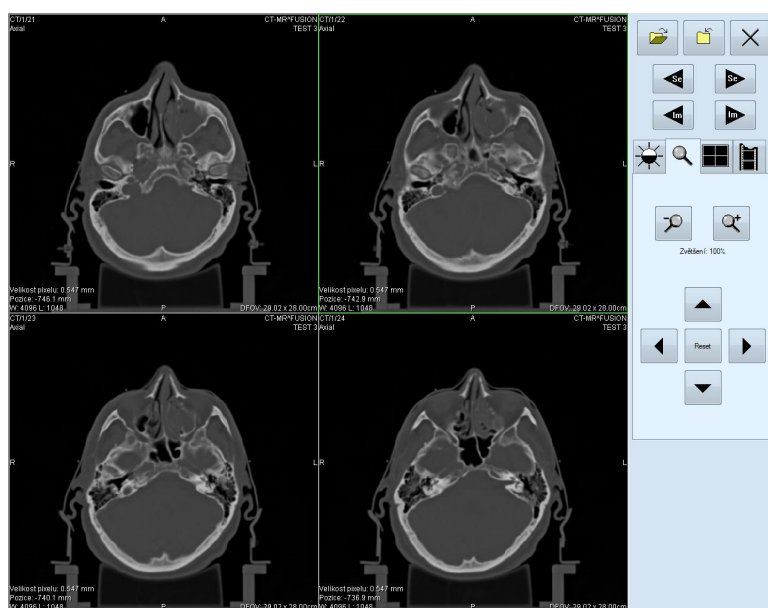 CT/1/21 A CT-MR^FUSION
Axial TEST 3
R L
Velikost pixelu: 0.547 mm
Pozice: -746.1 mm
W: 4096 L: 1048 P DFOV: 29.02 x 28.00cm
CT/1/22 A CT-MR^FUSION
Axial TEST 3
R L
Velikost pixelu: 0.547 mm
Pozice: -742.9 mm
W: 4096 L: 1048 P DFOV: 29.02 x 28.00cm
CT/1/23 A CT-MR^FUSION
Axial TEST 3
R L
Velikost pixelu: 0.547 mm
Pozice: -740.1 mm
W: 4096 L: 1048 P DFOV: 29.02 x 28.00cm
CT/1/24 A CT-MR^FUSION
Axial TEST 3
R L
Velikost pixelu: 0.547 mm
Pozice: -736.9 mm
W: 4096 L: 1048 P DFOV: 29.02 x 28.00cm
Se Se
Im Im
Zvětšení: 100%
Reset